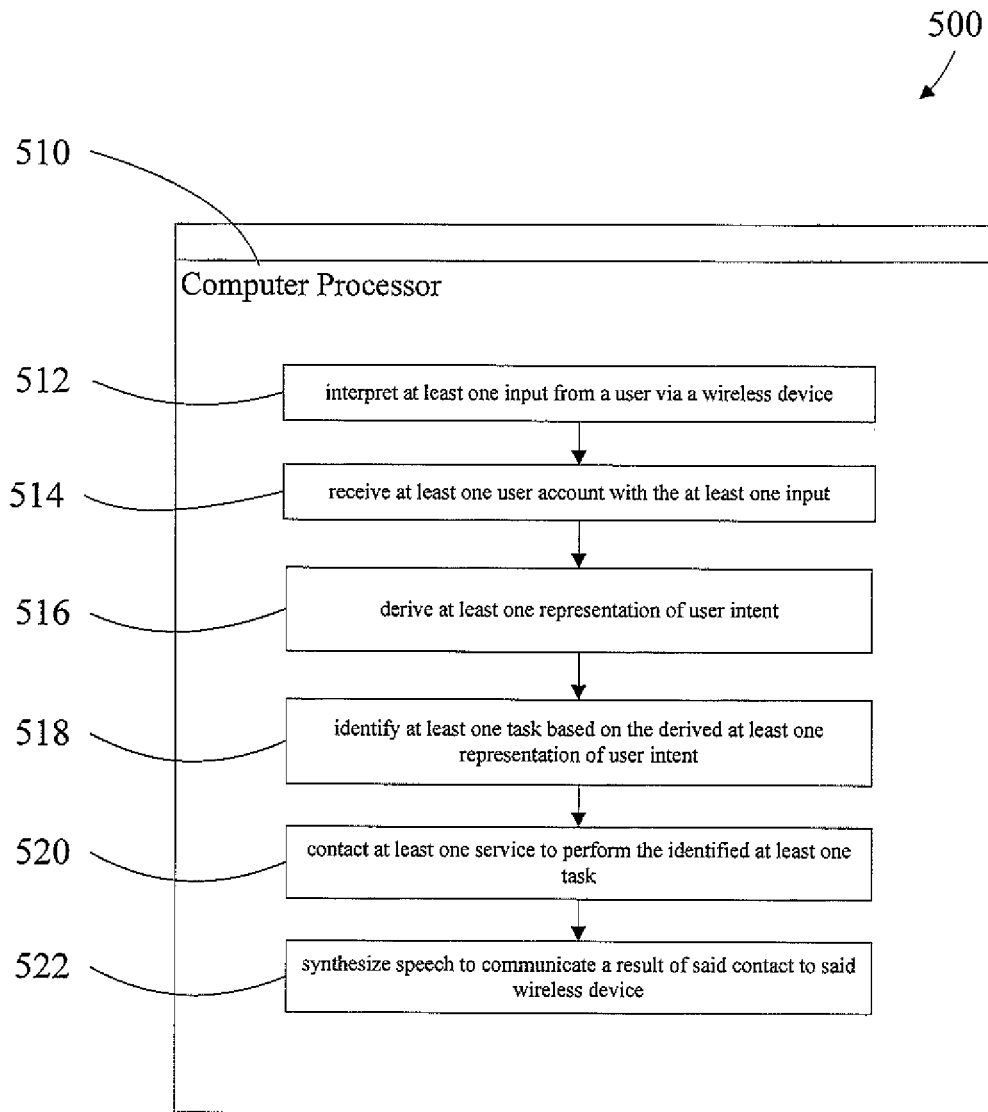 500
510
Computer Processor
512
interpret at least one input from a user via a wireless device
514
receive at least one user account with the at least one input
516
derive at least one representation of user intent
518
identify at least one task based on the derived at least one
representation of user intent
520
contact at least one service to perform the identified at least one
task
522
synthesize speech to communicate a result of said contact to said
wireless device